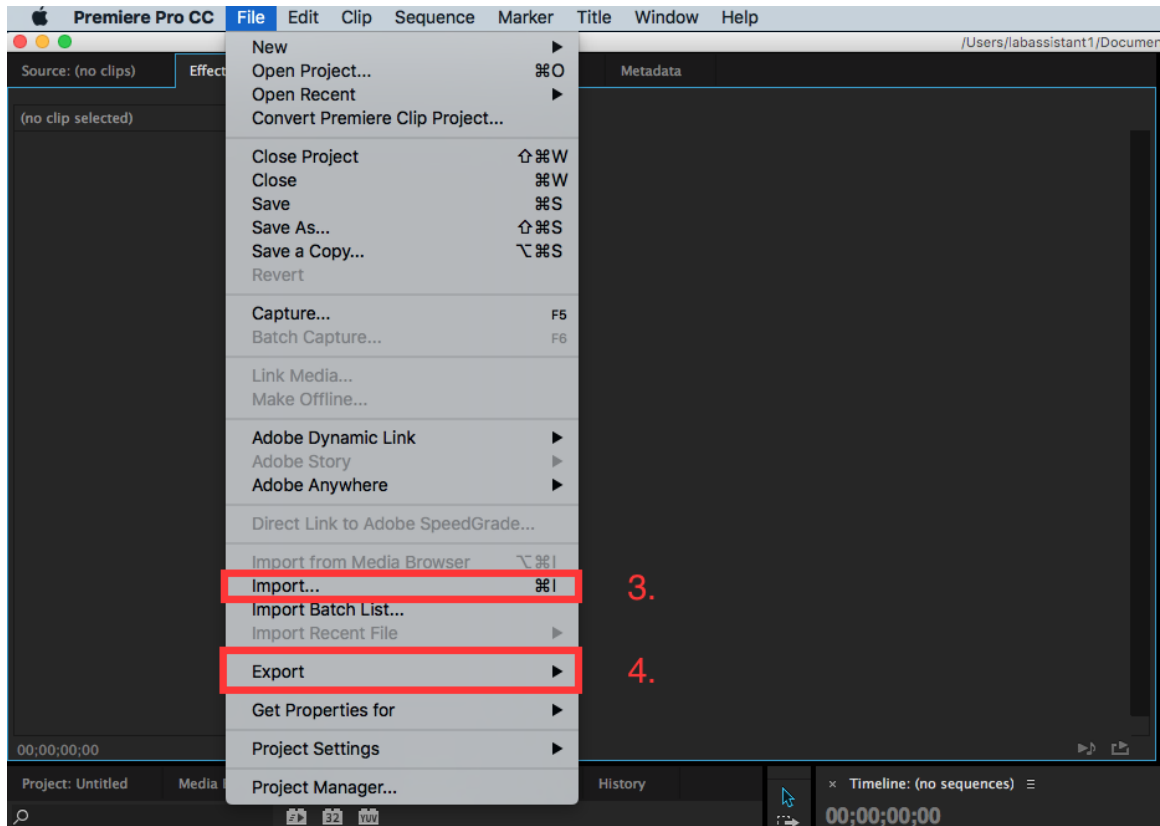 Premiere Pro CC File Edit Clip Sequence Marker Title Window Help
/Users/labassistant1/Documen
Source: (no clips) Effect Metadata
(no clip selected)
New
Open Project... ⌘O
Open Recent
Convert Premiere Clip Project...
Close Project ⇧⌘W
Close ⌘W
Save ⌘S
Save As... ⇧⌘S
Save a Copy... ⌥⌘S
Revert
Capture... F5
Batch Capture... F6
Link Media...
Make Offline...
Adobe Dynamic Link
Adobe Story
Adobe Anywhere
Direct Link to Adobe SpeedGrade...
Import from Media Browser ⌥⌘I
Import... ⌘I 3.
Import Batch List...
Import Recent File
Export 4.
Get Properties for
Project Settings
Project Manager...
00;00;00;00
Project: Untitled Media History × Timeline: (no sequences)
32 YUV 00;00;00;00